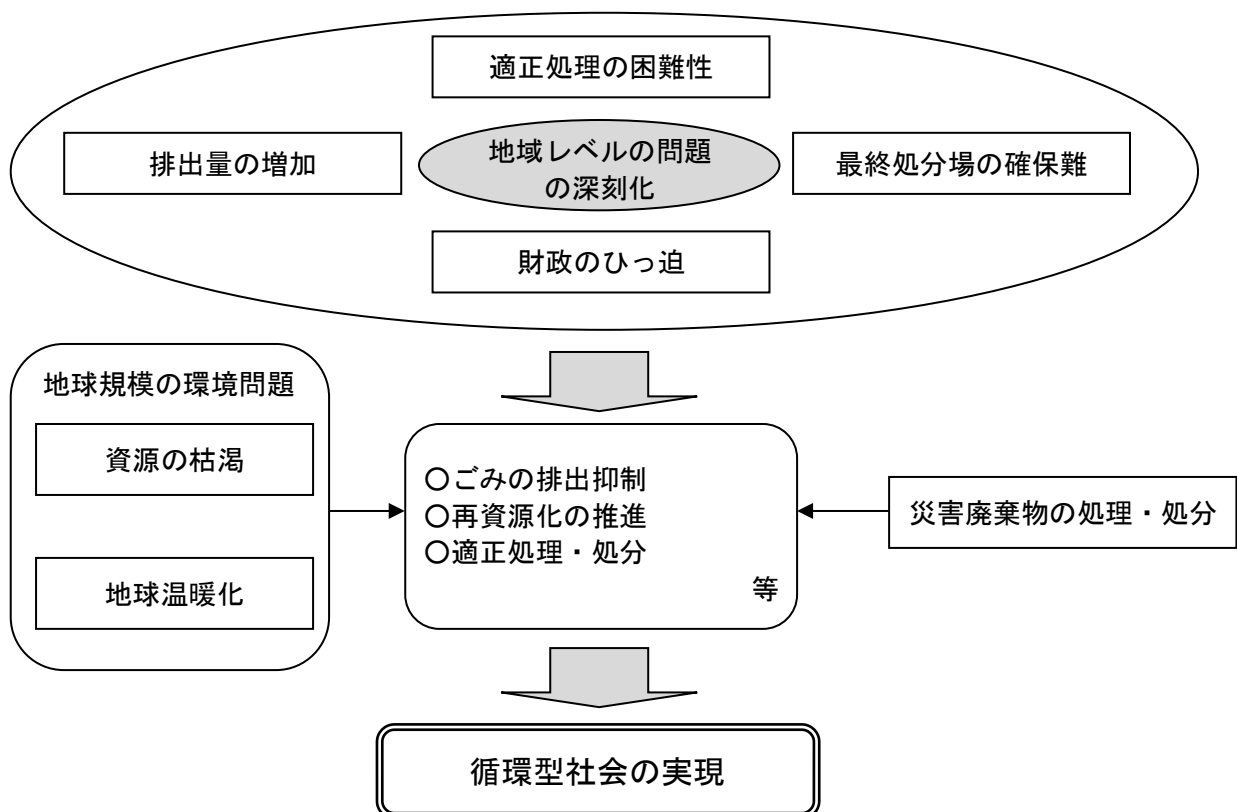 適正処理の困難性
排出量の増加
地域レベルの問題
の深刻化
最終処分場の確保難
財政のひっ迫
地球規模の環境問題
資源の枯渇
地球温暖化
○ごみの排出抑制
○再資源化の推進
○適正処理・処分
等
災害廃棄物の処理・処分
循環型社会の実現